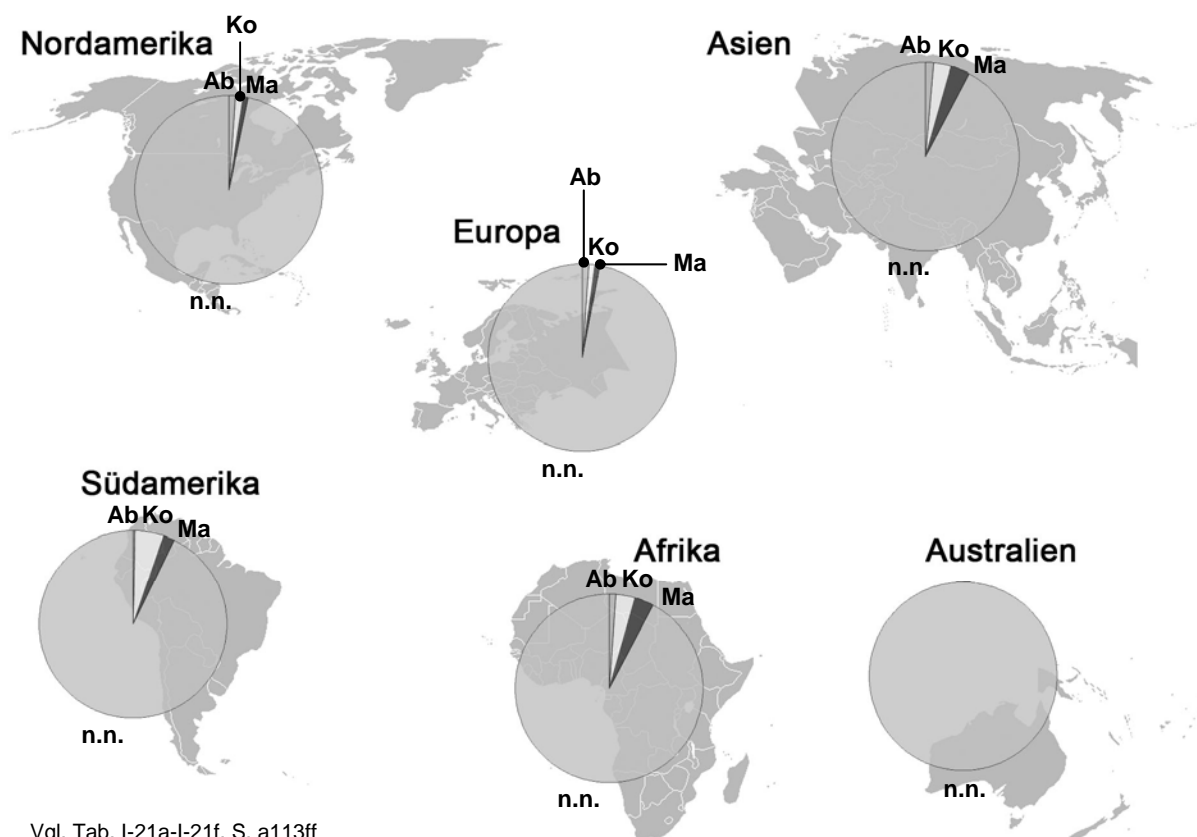 Nordamerika
Ko
Ab
Ma
n.n.
Europa
Ab
Ko
Ma
n.n.
Asien
Ab
Ko
Ma
n.n.
Südamerika
Ab
Ko
Ma
n.n.
Afrika
Ab
Ko
Ma
n.n.
Australien
n.n.
Vgl. Tab. I-21a-I-21f, S. a113ff